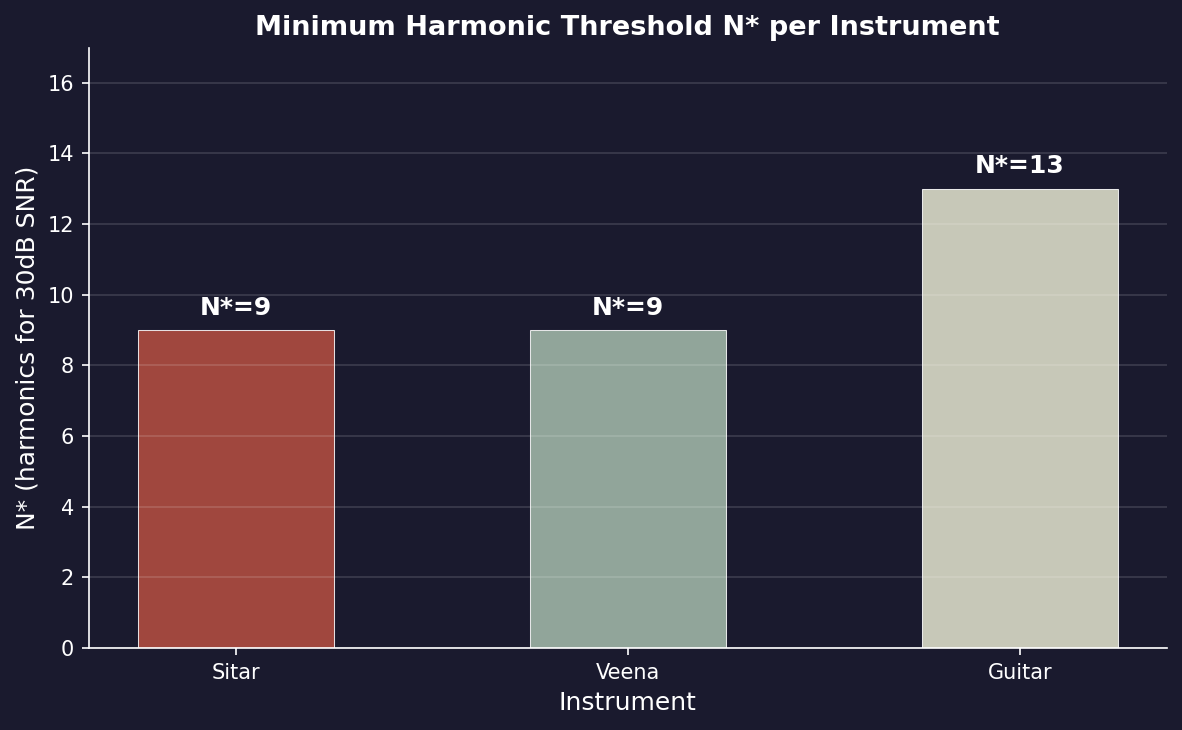 Minimum Harmonic Threshold N* per Instrument
N* (harmonics for 30dB SNR)
16
14
12
10
8
6
4
2
0
N*=9
N*=9
N*=13
Sitar
Veena
Guitar
Instrument